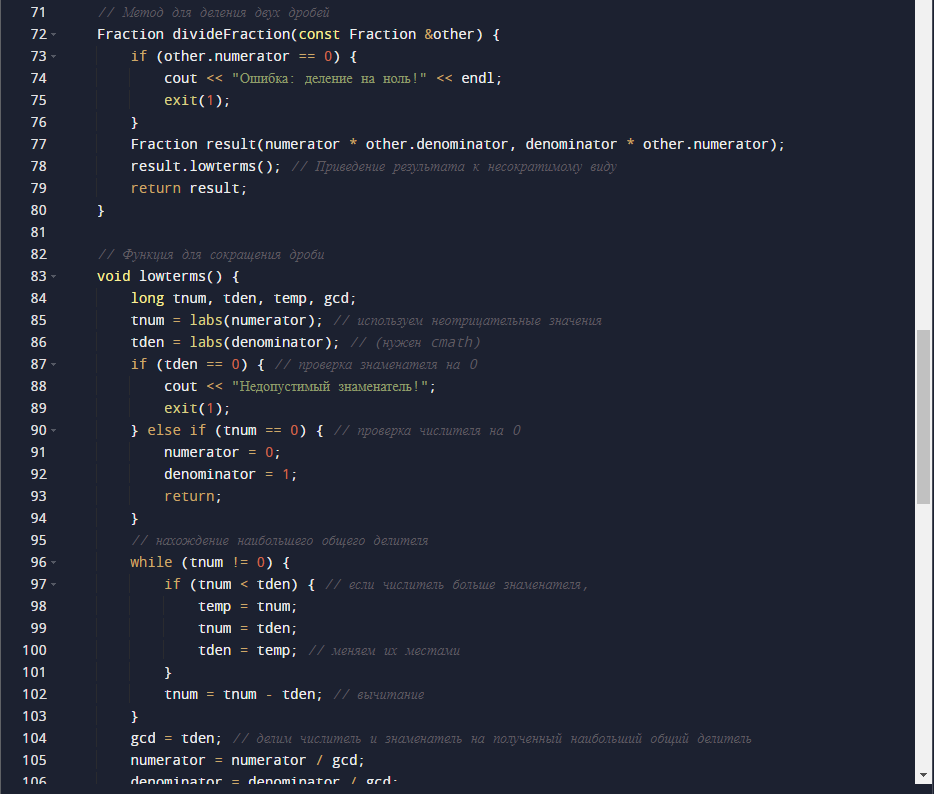 71 // Метод для деления двух дробей
72 Fraction divideFraction(const Fraction &other) {
73 if (other.numerator == 0) {
74 cout << "Ошибка: деление на ноль!" << endl;
75 exit(1);
76 }
77 Fraction result(numerator * other.denominator, denominator * other.numerator);
78 result.lowterms(); // Приведение результата к несократимому виду
79 return result;
80 }
81
82 // Функция для сокращения дроби
83 void lowterms() {
84 long tnum, tden, temp, gcd;
85 tnum = labs(numerator); // используем неотрицательные значения
86 tden = labs(denominator); // (нужен cmath)
87 if (tden == 0) { // проверка знаменателя на 0
88 cout << "Недопустимый знаменатель!";
89 exit(1);
90 } else if (tnum == 0) { // проверка числителя на 0
91 numerator = 0;
92 denominator = 1;
93 return;
94 }
95 // нахождение наибольшего общего делителя
96 while (tnum != 0) {
97 if (tnum < tden) { // если числитель больше знаменателя,
98 temp = tnum;
99 tnum = tden;
100 tden = temp; // меняем их местами
101 }
102 tnum = tnum - tden; // вычитание
103 }
104 gcd = tden; // делим числитель и знаменатель на полученный наибольший общий делитель
105 numerator = numerator / gcd;
106 denominator = denominator / gcd;